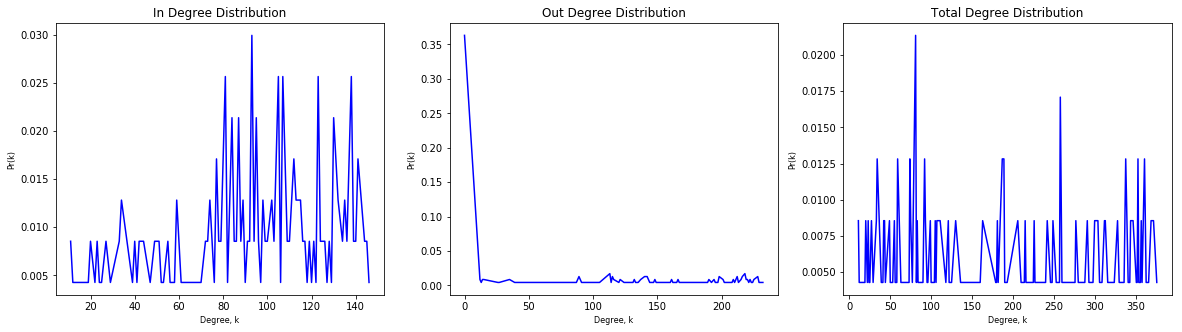 In Degree Distribution
0.030
0.025
0.020
0.015
0.010
0.005
Pr(k)
20 40 60 80 100 120 140
Degree, k
Out Degree Distribution
0.35
0.30
0.25
0.20
0.15
0.10
0.05
0.00
Pr(k)
0 50 100 150 200
Degree, k
Total Degree Distribution
0.0200
0.0175
0.0150
0.0125
0.0100
0.0075
0.0050
Pr(k)
0 50 100 150 200 250 300 350
Degree, k